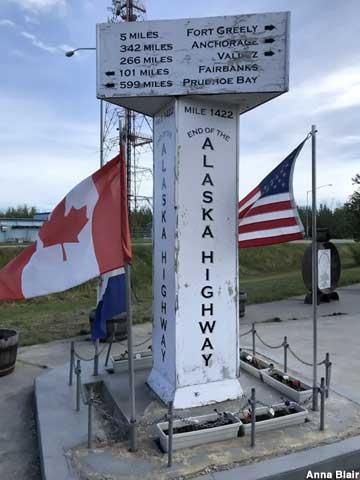 5 MILES FORT GREELY
342 MILES ANCHORAGE
266 MILES VALDEZ
101 MILES FAIRBANKS
599 MILES PRUDHOE BAY
MILE 1422
END OF THE
ALASKA HIGHWAY
ALASKA HIGHWAY
Anna Blair